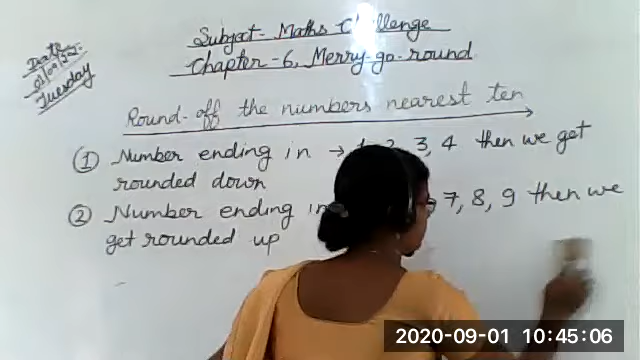 Date
01/09/20
Tuesday
Subject - Maths Challenge
Chapter - 6, Merry-go-round
Round-off the numbers nearest ten
① Number ending in → 1, 2, 3, 4 then we get
rounded down
② Number ending in 7, 8, 9 then we
get rounded up
2020-09-01 10:45:06